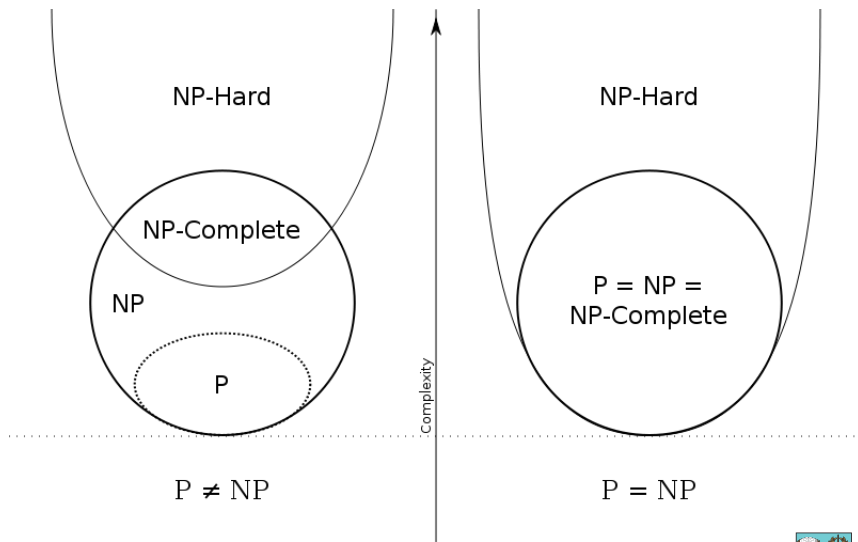 NP-Hard
NP-Complete
NP
P
P ≠ NP
Complexity
NP-Hard
P = NP =
NP-Complete
P = NP